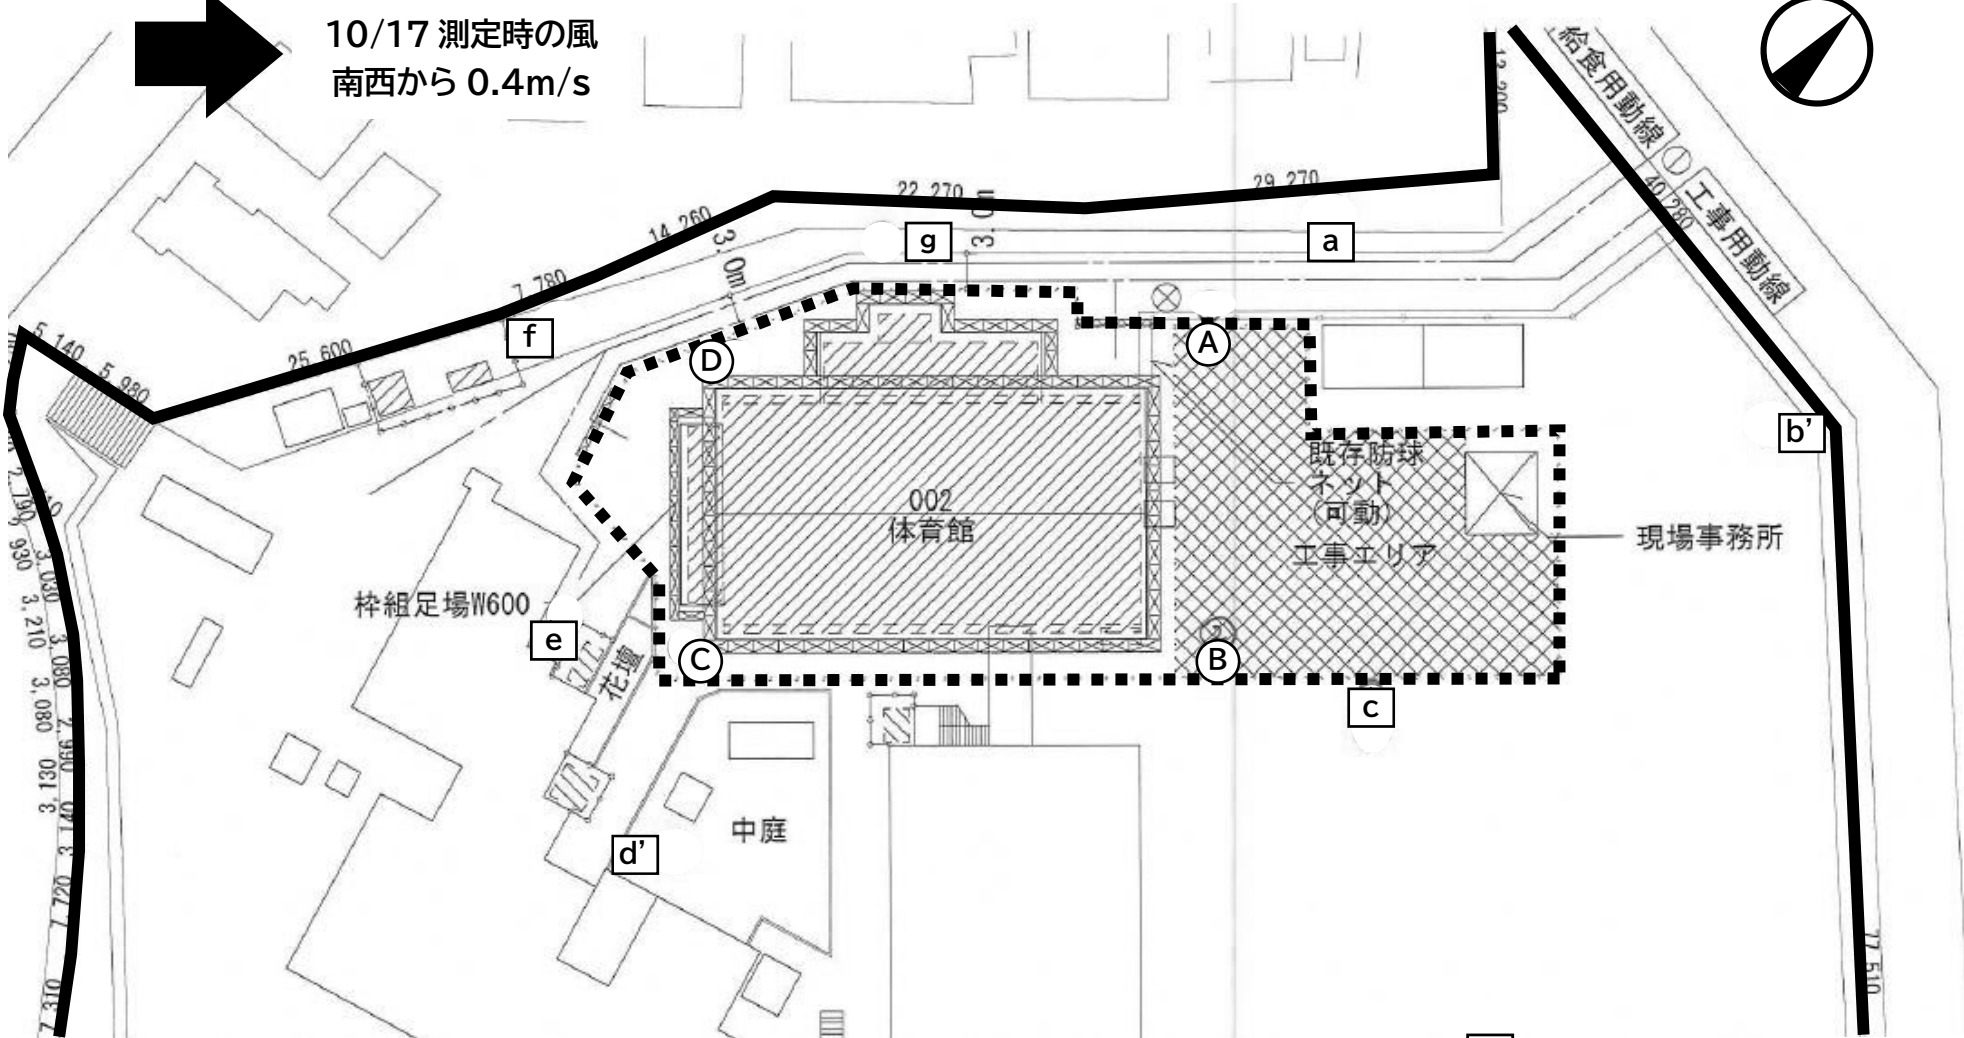 10/17 測定時の風
南西から 0.4m/s
給食用動線
工事用動線
12,200
40,280
22,270
3.0m
29,270
14,260
3.0m
7,780
25,600
5,140
5,980
g
a
f
D
A
b'
既存防球
ネット
(可動)
工事エリア
現場事務所
002
体育館
枠組足場W600
e
花壇
C
B
c
d'
中庭
2,790
930
3,030
3,210
3,080
3,080
2,990
3,130
3,140
1,720
7,310
77,510